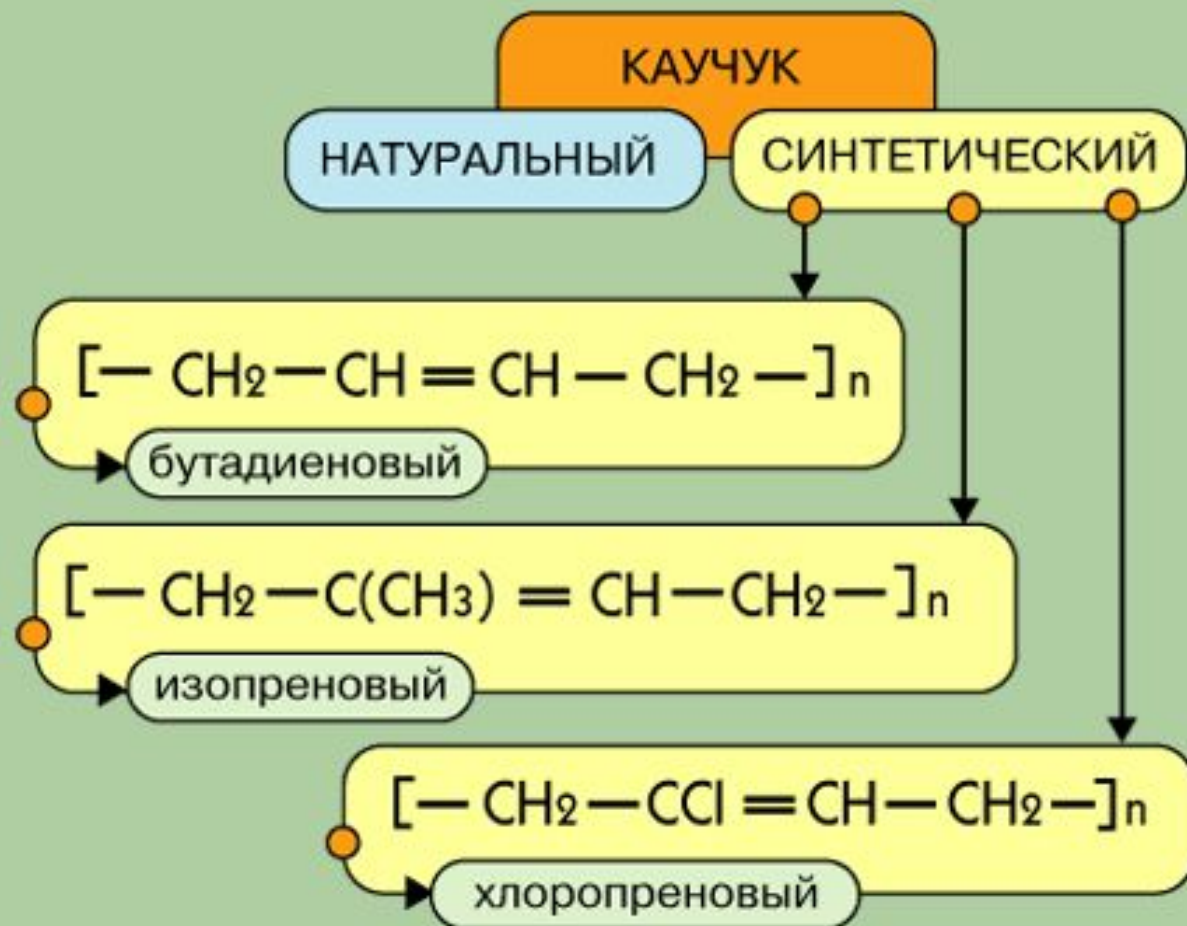 КАУЧУК
НАТУРАЛЬНЫЙ
СИНТЕТИЧЕСКИЙ
[— CH₂ — CH = CH — CH₂ —]n
бутадиеновый
[— CH₂ — C(CH₃) = CH — CH₂ —]n
изопреновый
[— CH₂ — CCl = CH — CH₂ —]n
хлоропреновый